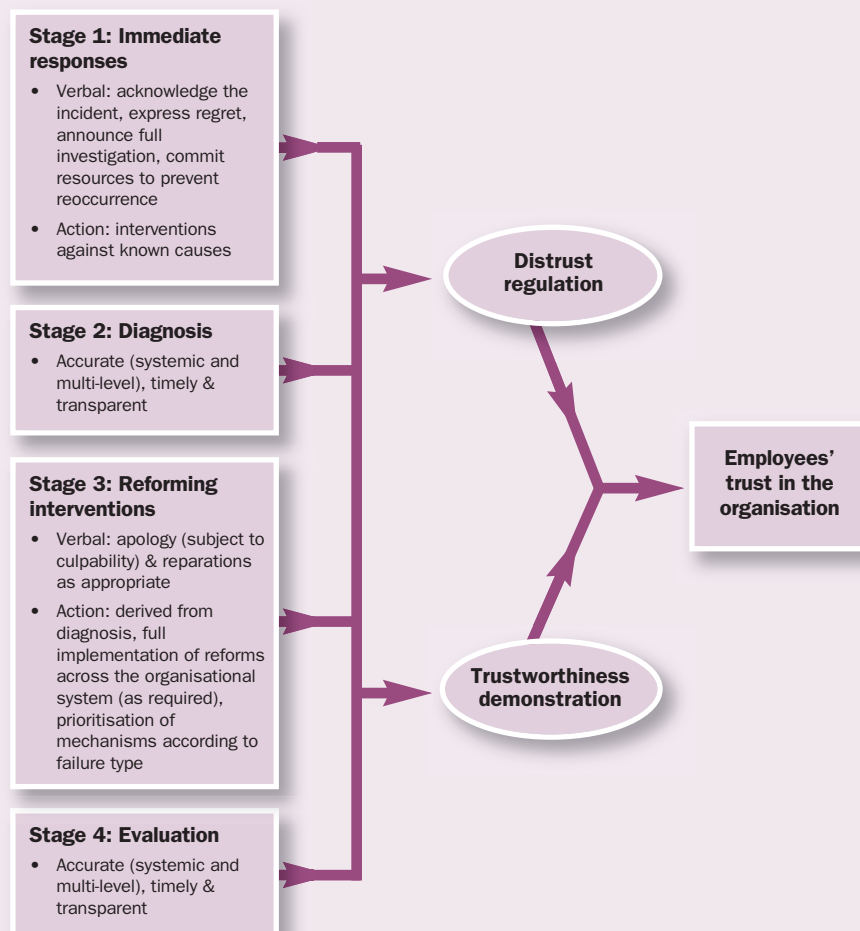 Stage 1: Immediate
responses
• Verbal: acknowledge the
incident, express regret,
announce full
investigation, commit
resources to prevent
reoccurrence
• Action: interventions
against known causes
Stage 2: Diagnosis
• Accurate (systemic and
multi-level), timely &
transparent
Stage 3: Reforming
interventions
• Verbal: apology (subject to
culpability) & reparations
as appropriate
• Action: derived from
diagnosis, full
implementation of reforms
across the organisational
system (as required),
prioritisation of
mechanisms according to
failure type
Stage 4: Evaluation
• Accurate (systemic and
multi-level), timely &
transparent
Distrust
regulation
Trustworthiness
demonstration
Employees’
trust in the
organisation